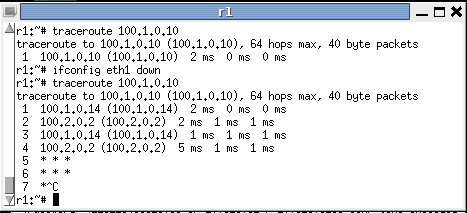 r1
r1:~# traceroute 100.1.0.10
traceroute to 100.1.0.10 (100.1.0.10), 64 hops max, 40 byte packets
 1  100.1.0.10 (100.1.0.10)  2 ms  0 ms  0 ms
r1:~# ifconfig eth1 down
r1:~# traceroute 100.1.0.10
traceroute to 100.1.0.10 (100.1.0.10), 64 hops max, 40 byte packets
 1  100.1.0.14 (100.1.0.14)  2 ms  0 ms  0 ms
 2  100.2.0.2 (100.2.0.2)  2 ms  1 ms  1 ms
 3  100.1.0.14 (100.1.0.14)  1 ms  1 ms  1 ms
 4  100.2.0.2 (100.2.0.2)  5 ms  1 ms  1 ms
 5  * * *
 6  * * *
 7  *^C
r1:~#